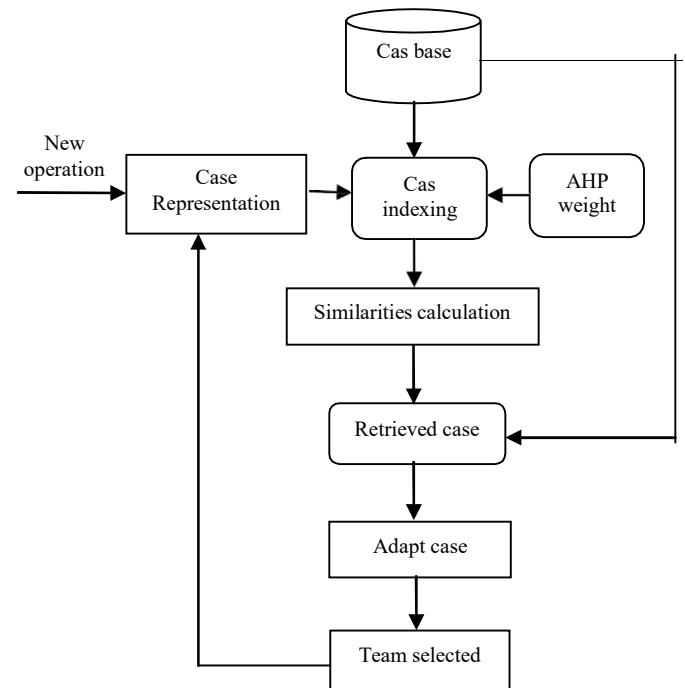 Cas base
New
operation
Case
Representation
Cas
indexing
AHP
weight
Similarities calculation
Retrieved case
Adapt case
Team selected